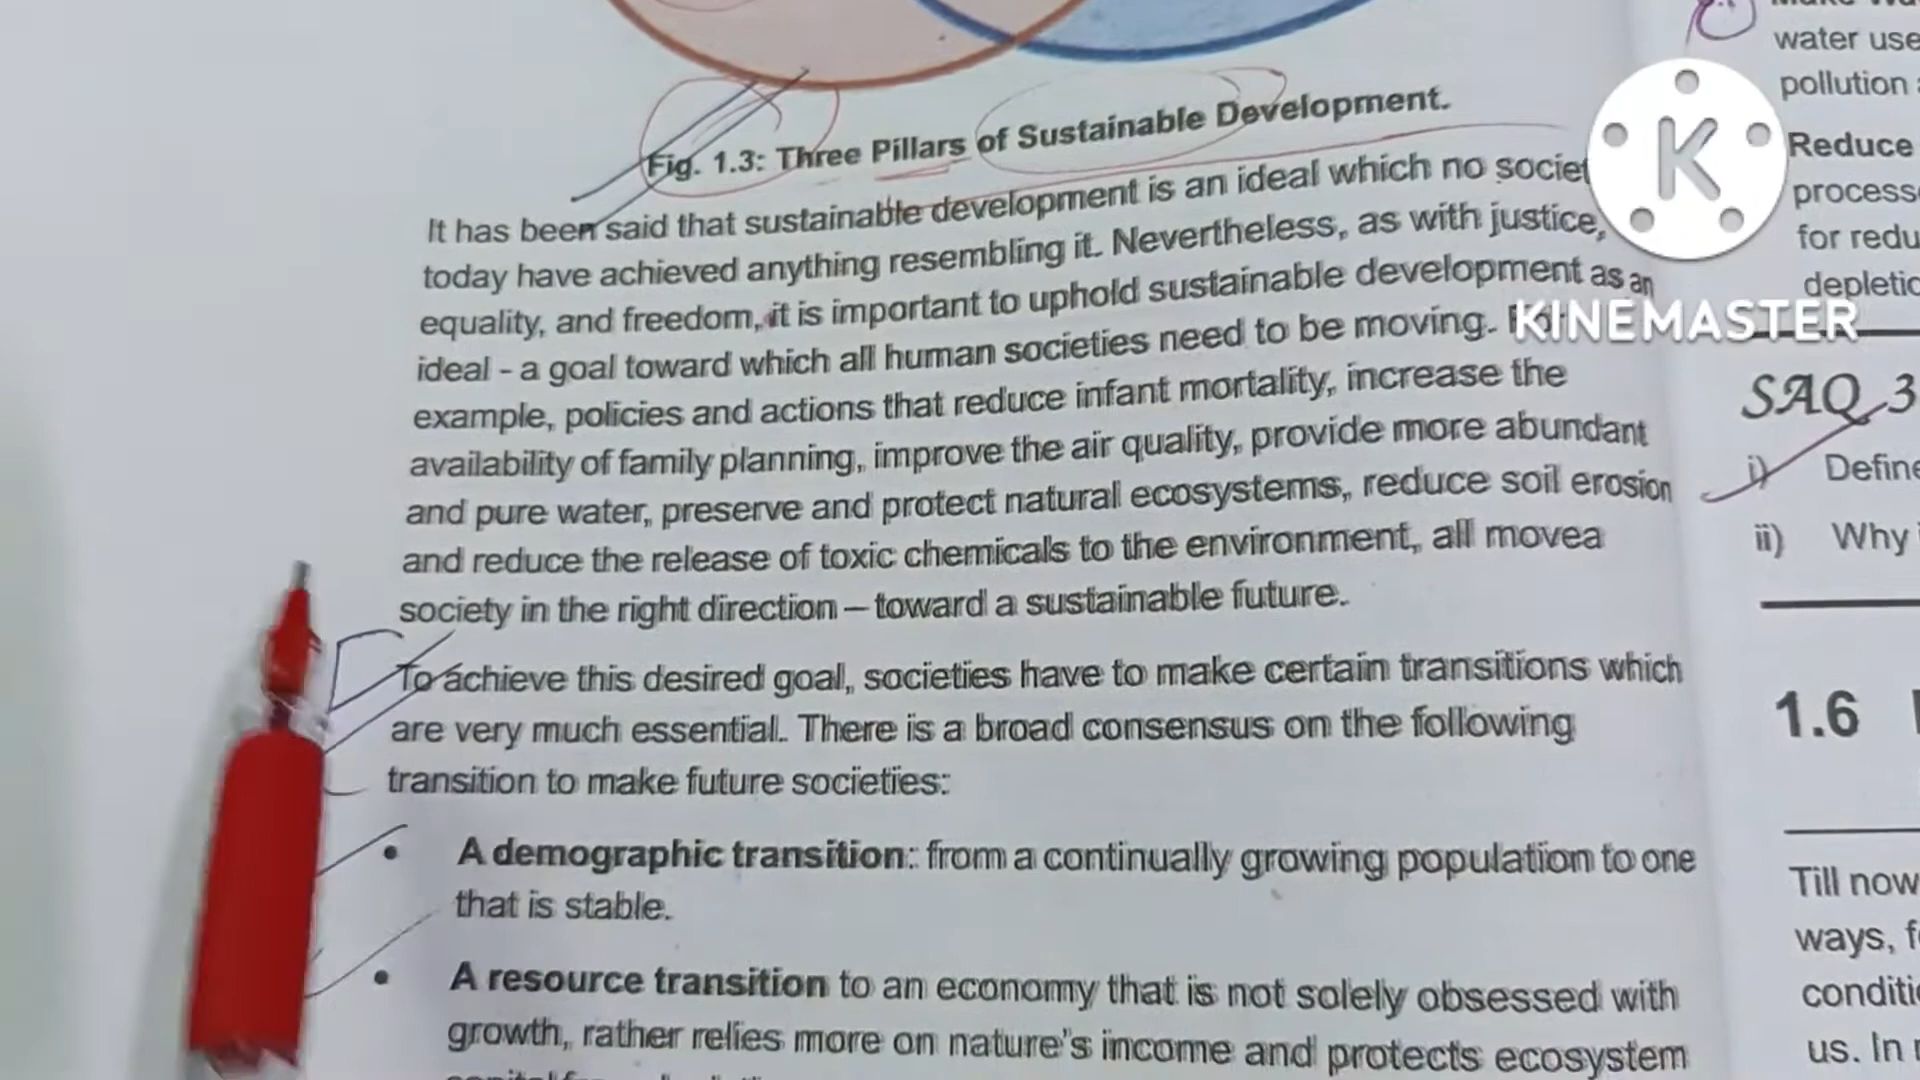 Fig. 1.3: Three Pillars of Sustainable Development.
It has been said that sustainable development is an ideal which no
today have achieved anything resembling it. Nevertheless, as with justice,
equality, and freedom, it is important to uphold sustainable development as an
ideal - a goal toward which all human societies need to be moving.
example, policies and actions that reduce infant mortality, increase the
availability of family planning, improve the air quality, provide more abundant
and pure water, preserve and protect natural ecosystems, reduce soil erosion
and reduce the release of toxic chemicals to the environment, all movea
society in the right direction – toward a sustainable future.
To achieve this desired goal, societies have to make certain transitions which
are very much essential. There is a broad consensus on the following
transition to make future societies:
• A demographic transition: from a continually growing population to one
that is stable.
• A resource transition to an economy that is not solely obsessed with
growth, rather relies more on nature's income and protects ecosystem
water use
pollution
Reduce
for
SAQ 3
i) Define
ii) Why
1.6
Till now
ways,
us. In
K
KINEMASTER